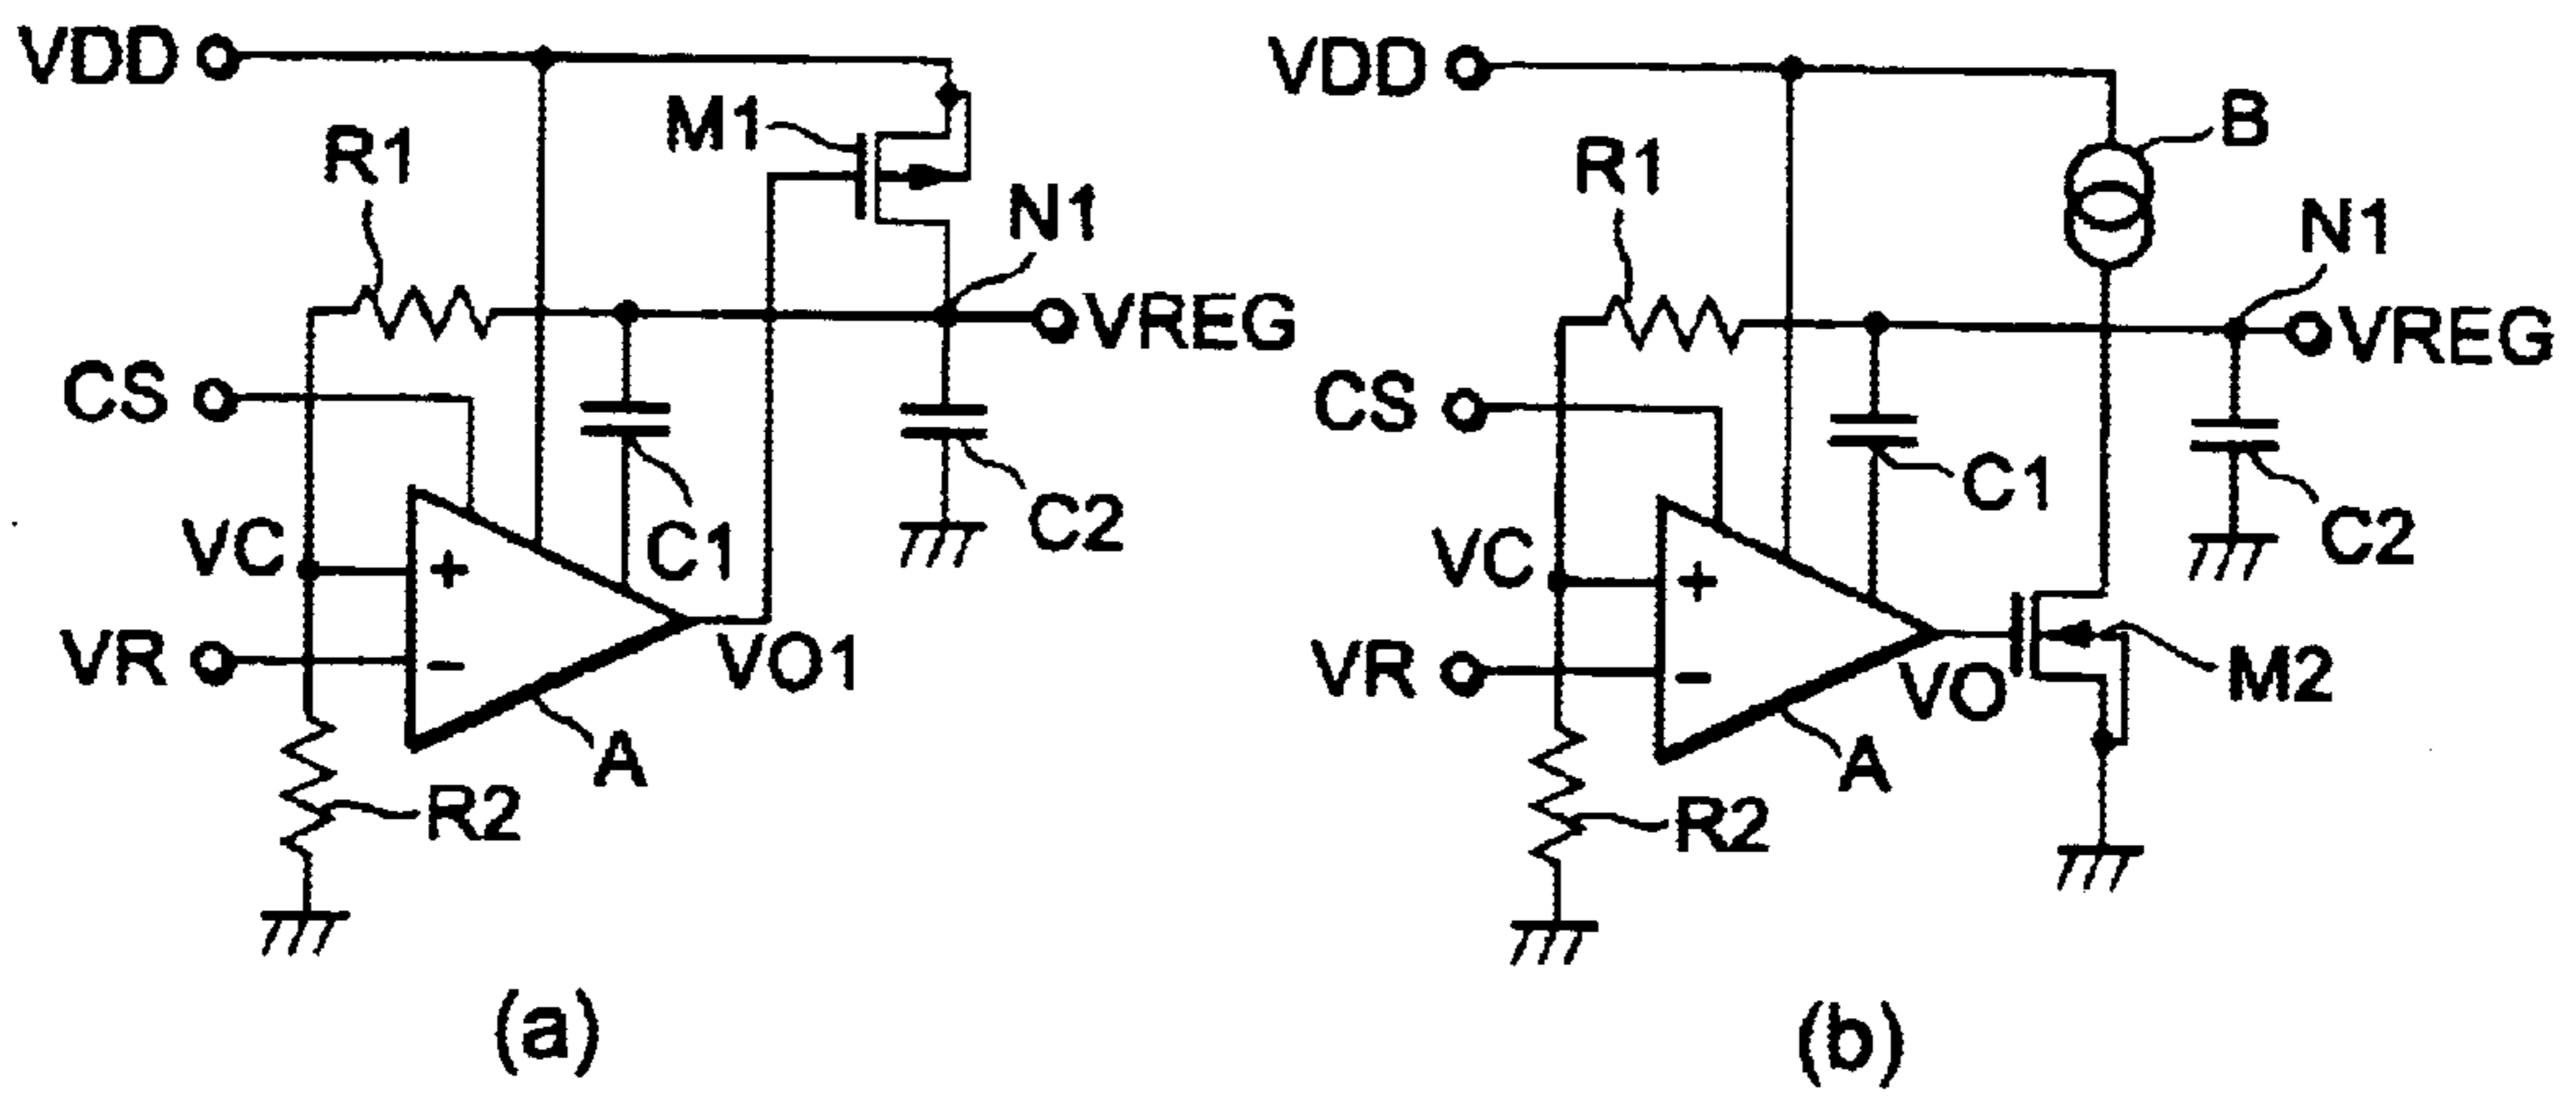 VDD
M1
R1
N1
VREG
CS
C1
C2
VC
+
VR
−
VO1
A
R2
(a)
VDD
B
R1
N1
VREG
CS
C1
C2
VC
+
VR
−
VO
M2
A
R2
(b)